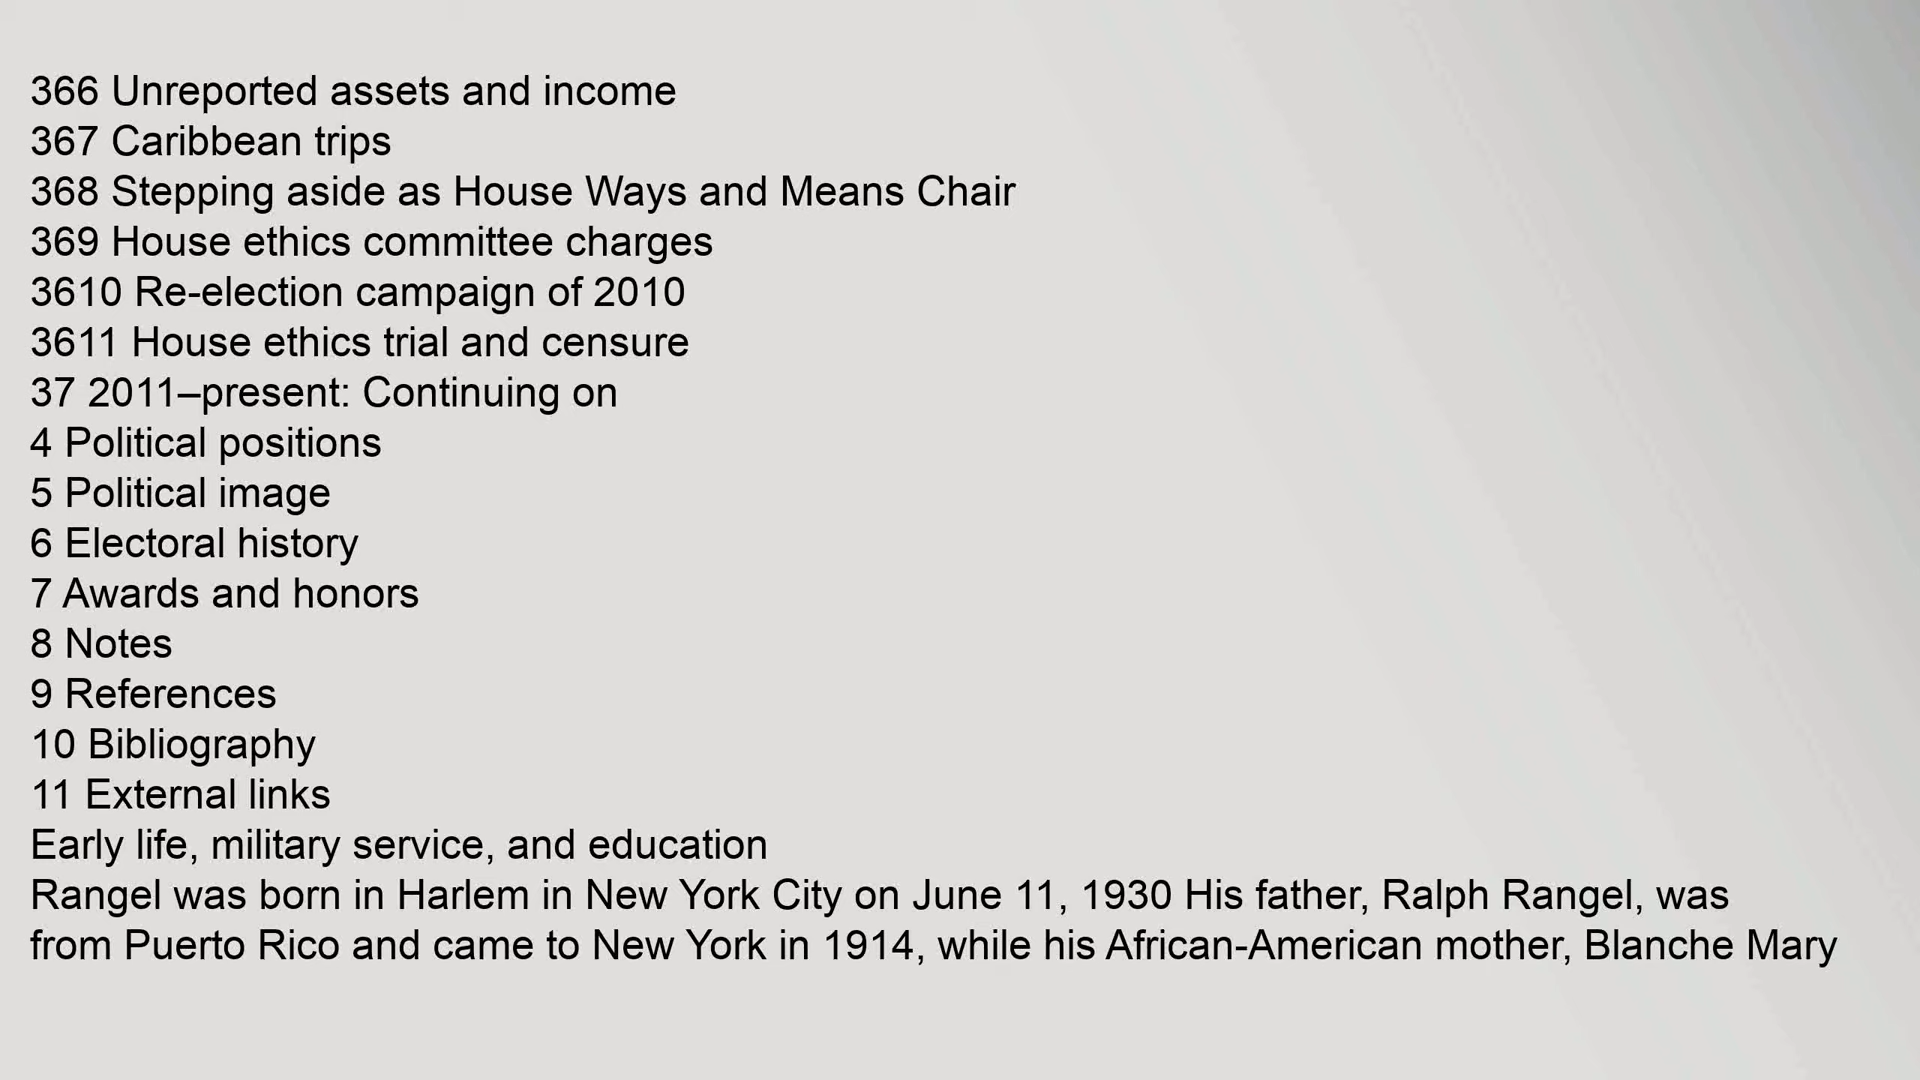 366 Unreported assets and income
367 Caribbean trips
368 Stepping aside as House Ways and Means Chair
369 House ethics committee charges
3610 Re-election campaign of 2010
3611 House ethics trial and censure
37 2011–present: Continuing on
4 Political positions
5 Political image
6 Electoral history
7 Awards and honors
8 Notes
9 References
10 Bibliography
11 External links
Early life, military service, and education
Rangel was born in Harlem in New York City on June 11, 1930 His father, Ralph Rangel, was
from Puerto Rico and came to New York in 1914, while his African-American mother, Blanche Mary